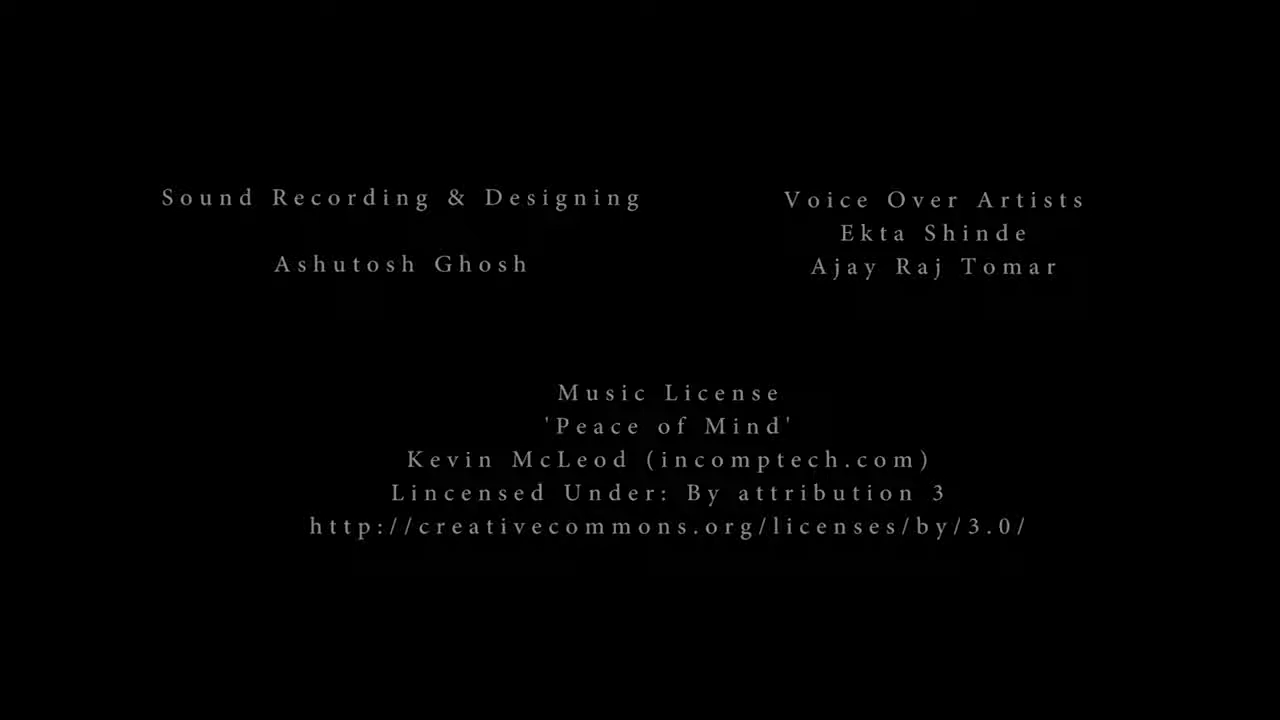 Sound Recording & Designing
Ashutosh Ghosh
Voice Over Artists
Ekta Shinde
Ajay Raj Tomar
Music License
'Peace of Mind'
Kevin McLeod (incomptech.com)
Lincensed Under: By attribution 3
http://creativecommons.org/licenses/by/3.0/